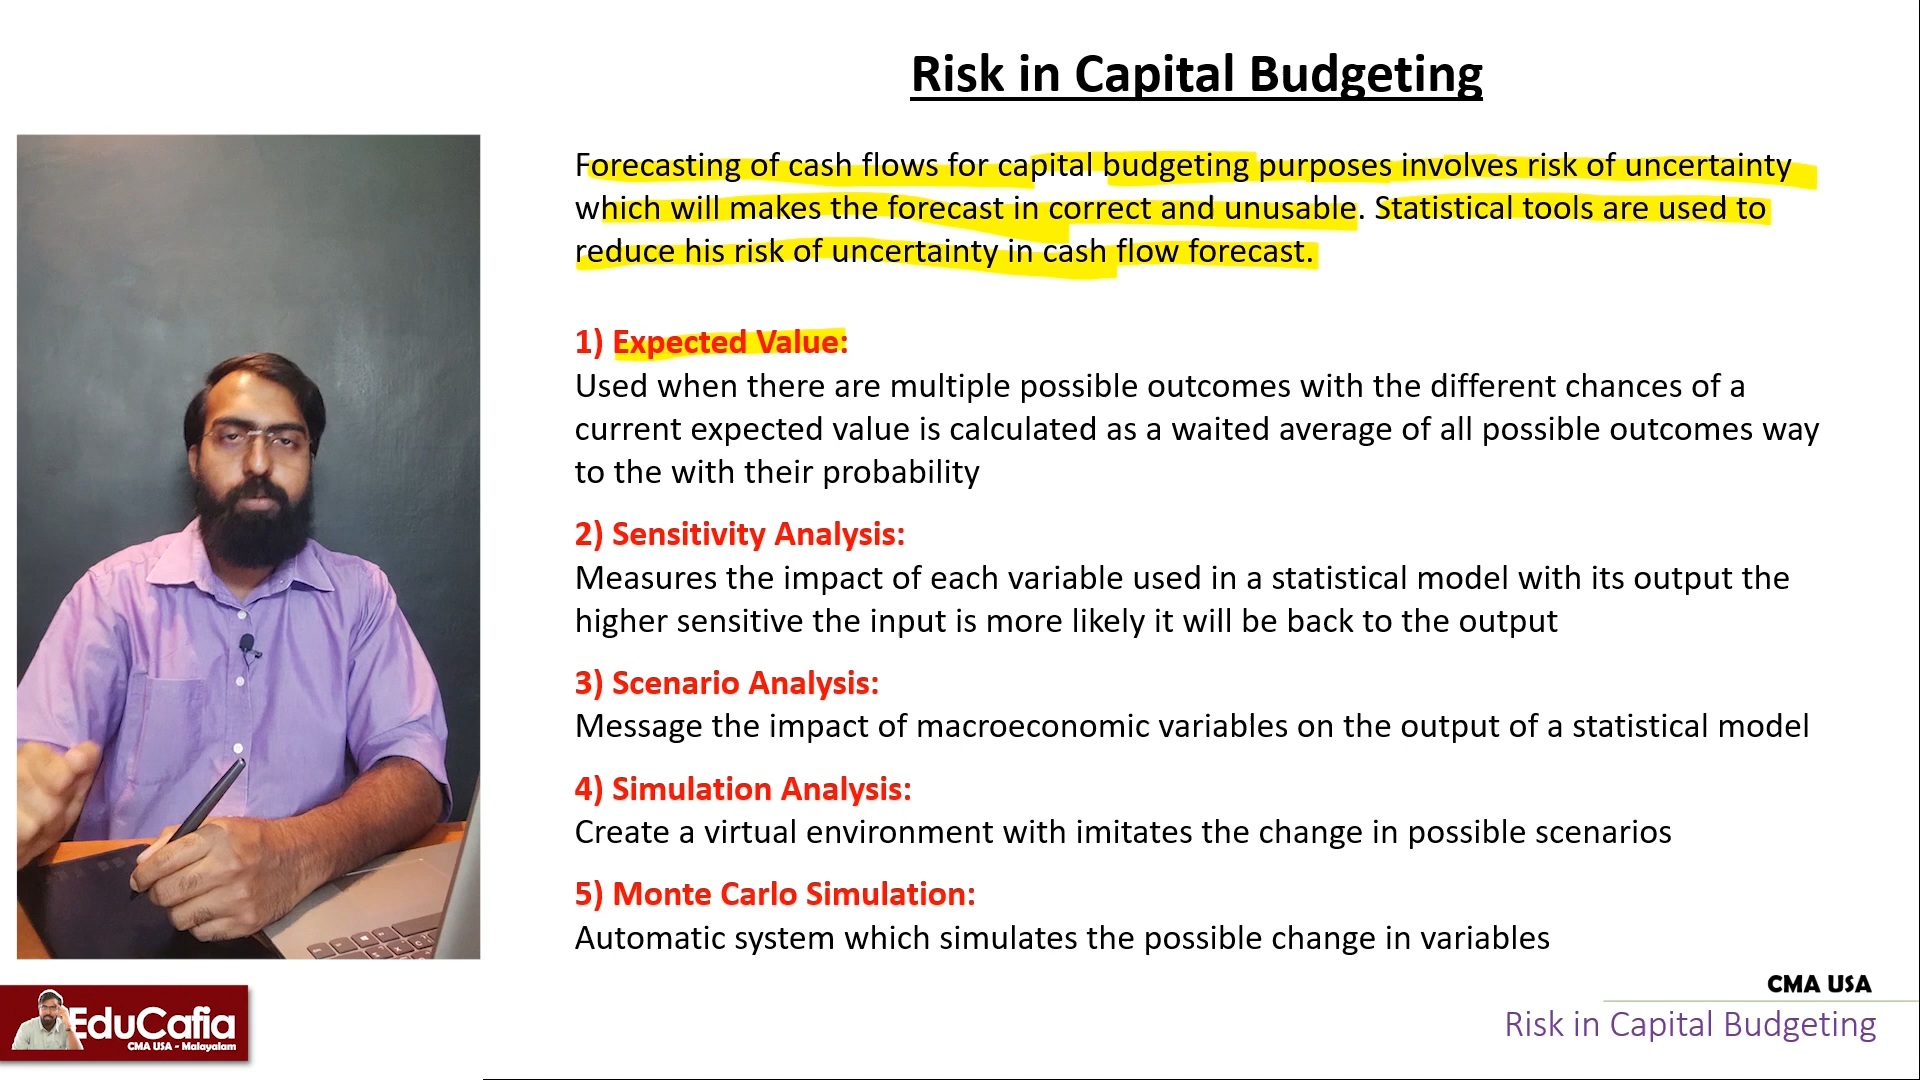 Risk in Capital Budgeting
Forecasting of cash flows for capital budgeting purposes involves risk of uncertainty
which will makes the forecast in correct and unusable. Statistical tools are used to
reduce his risk of uncertainty in cash flow forecast.
1) Expected Value:
Used when there are multiple possible outcomes with the different chances of a
current expected value is calculated as a waited average of all possible outcomes way
to the with their probability
2) Sensitivity Analysis:
Measures the impact of each variable used in a statistical model with its output the
higher sensitive the input is more likely it will be back to the output
3) Scenario Analysis:
Message the impact of macroeconomic variables on the output of a statistical model
4) Simulation Analysis:
Create a virtual environment with imitates the change in possible scenarios
5) Monte Carlo Simulation:
Automatic system which simulates the possible change in variables
CMA USA
Risk in Capital Budgeting
EduCafia
CMA USA - Malayalam